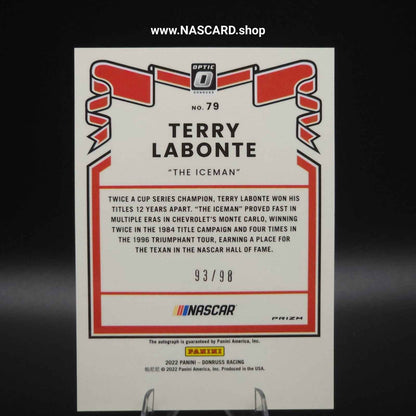 www.NASCARD.shop
OPTIC
DONRUSS
NO. 79
TERRY
LABONTE
"THE ICEMAN"
TWICE A CUP SERIES CHAMPION, TERRY LABONTE WON HIS
TITLES 12 YEARS APART. "THE ICEMAN" PROVED FAST IN
MULTIPLE ERAS IN CHEVROLET'S MONTE CARLO, WINNING
TWICE IN THE 1984 TITLE CAMPAIGN AND FOUR TIMES IN
THE 1996 TRIUMPHANT TOUR, EARNING A PLACE FOR
THE TEXAN IN THE NASCAR HALL OF FAME.
93/98
NASCAR
PRIZM
The autograph is guaranteed by Panini America, Inc.
PANINI
2022 PANINI - DONRUSS RACING
帕尼尼 © 2022 Panini America, Inc. Produced in the USA.